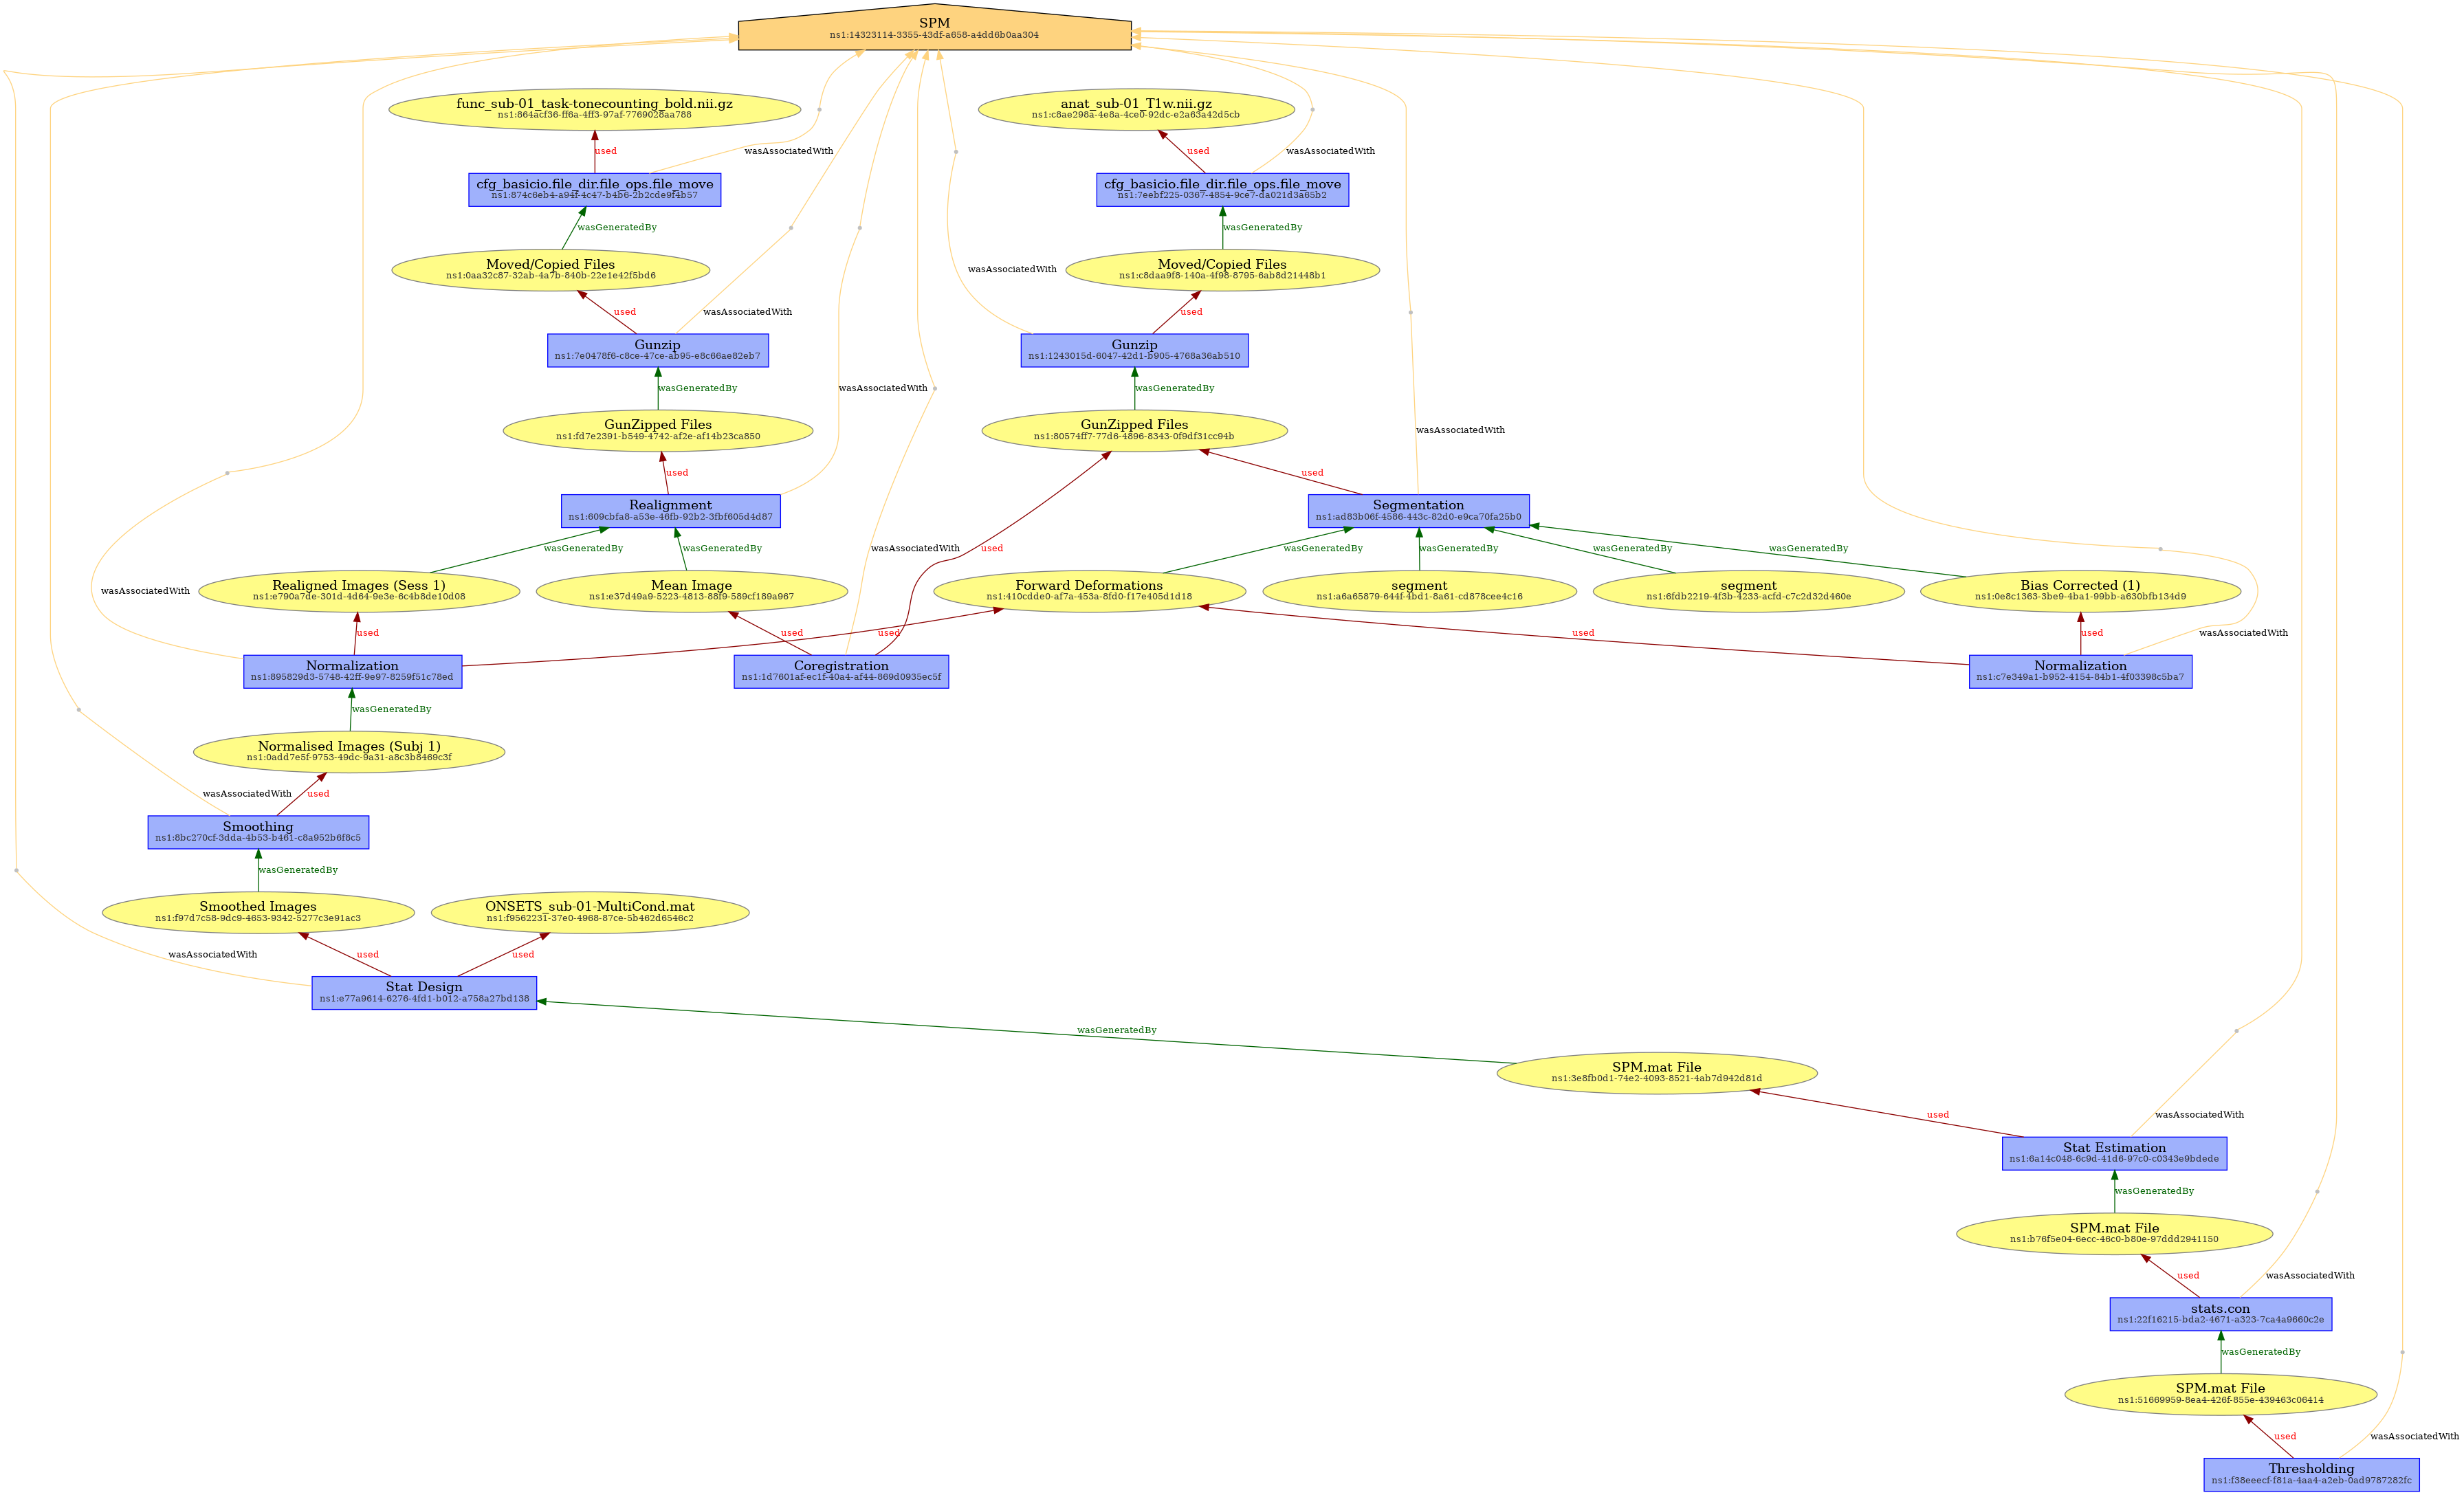 SPM
ns1:14323114-3355-43df-a658-a4dd6b0aa304
func_sub-01_task-tonecounting_bold.nii.gz
ns1:864acf36-ff6a-4ff3-97af-7769028aa788
anat_sub-01_T1w.nii.gz
ns1:c8ae298a-4e8a-4ce0-92dc-e2a63a42d5cb
used
wasAssociatedWith
used
wasAssociatedWith
cfg_basicio.file_dir.file_ops.file_move
ns1:874c6eb4-a94f-4c47-b4b6-2b2cde9f4b57
cfg_basicio.file_dir.file_ops.file_move
ns1:7eebf225-0367-4854-9ce7-da021d3a65b2
wasGeneratedBy
wasGeneratedBy
Moved/Copied Files
ns1:0aa32c87-32ab-4a7b-840b-22e1e42f5bd6
wasAssociatedWith
Moved/Copied Files
ns1:c8daa9f8-140a-4f98-8795-6ab8d21448b1
used
wasAssociatedWith
used
Gunzip
ns1:7e0478f6-c8ce-47ce-ab95-e8c66ae82eb7
Gunzip
ns1:1243015d-6047-42d1-b905-4768a36ab510
wasGeneratedBy
wasAssociatedWith
wasGeneratedBy
GunZipped Files
ns1:fd7e2391-b549-4742-af2e-af14b23ca850
GunZipped Files
ns1:80574ff7-77d6-4896-8343-0f9df31cc94b
wasAssociatedWith
used
used
Realignment
ns1:609cbfa8-a53e-46fb-92b2-3fbf605d4d87
Segmentation
ns1:ad83b06f-4586-443c-82d0-e9ca70fa25b0
wasGeneratedBy
wasGeneratedBy
wasAssociatedWith
used
wasGeneratedBy
wasGeneratedBy
wasGeneratedBy
wasGeneratedBy
wasAssociatedWith
Realigned Images (Sess 1)
ns1:e790a7de-301d-4d64-9e3e-6c4b8de10d08
Mean Image
ns1:e37d49a9-5223-4813-88f9-589cf189a967
Forward Deformations
ns1:410cdde0-af7a-453a-8fd0-f17e405d1d18
segment
ns1:a6a65879-644f-4bd1-8a61-cd878cee4c16
segment
ns1:6fdb2219-4f3b-4233-acfd-c7c2d32d460e
Bias Corrected (1)
ns1:0e8c1363-3be9-4ba1-99bb-a630bfb134d9
used
used
used
used
used
wasAssociatedWith
Normalization
ns1:895829d3-5748-42ff-9e97-8259f51c78ed
Coregistration
ns1:1d7601af-ec1f-40a4-af44-869d0935ec5f
Normalization
ns1:c7e349a1-b952-4154-84b1-4f03398c5ba7
wasGeneratedBy
Normalised Images (Subj 1)
ns1:0add7e5f-9753-49dc-9a31-a8c3b8469c3f
wasAssociatedWith
used
Smoothing
ns1:8bc270cf-3dda-4b53-b461-c8a952b6f8c5
wasGeneratedBy
Smoothed Images
ns1:f97d7c58-9dc9-4653-9342-5277c3e91ac3
ONSETS_sub-01-MultiCond.mat
ns1:f9562231-37e0-4968-87ce-5b462d6546c2
wasAssociatedWith
used
used
Stat Design
ns1:e77a9614-6276-4fd1-b012-a758a27bd138
wasGeneratedBy
SPM.mat File
ns1:3e8fb0d1-74e2-4093-8521-4ab7d942d81d
used
wasAssociatedWith
Stat Estimation
ns1:6a14c048-6c9d-41d6-97c0-c0343e9bdede
wasGeneratedBy
SPM.mat File
ns1:b76f5e04-6ecc-46c0-b80e-97ddd2941150
used
wasAssociatedWith
stats.con
ns1:22f16215-bda2-4671-a323-7ca4a9660c2e
wasGeneratedBy
SPM.mat File
ns1:51669959-8ea4-426f-855e-439463c06414
used
wasAssociatedWith
Thresholding
ns1:f38eeecf-f81a-4aa4-a2eb-0ad9787282fc